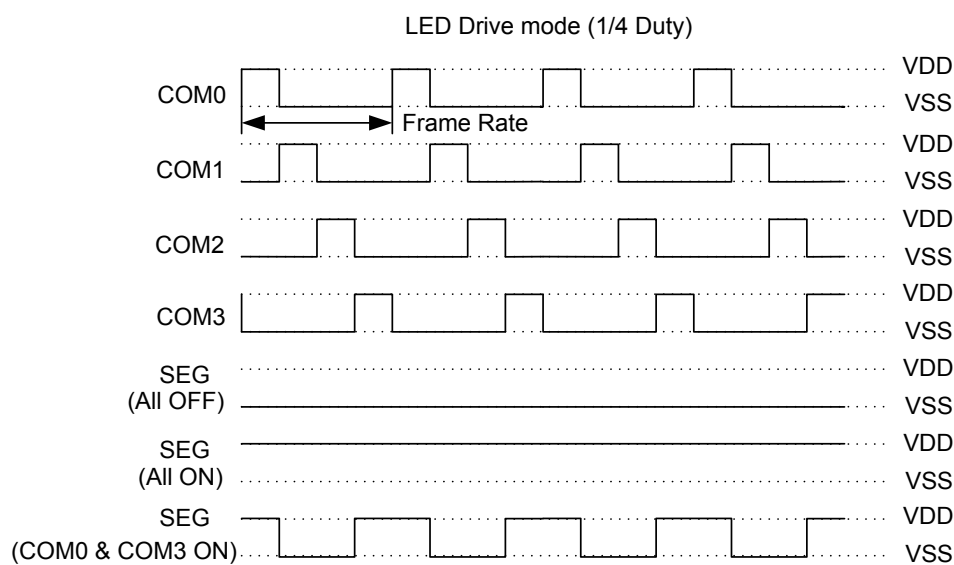 LED Drive mode (1/4 Duty)
COM0
VDD
VSS
Frame Rate
COM1
VDD
VSS
COM2
VDD
VSS
COM3
VDD
VSS
SEG
(All OFF)
VDD
VSS
SEG
(All ON)
VDD
VSS
SEG
(COM0 & COM3 ON)
VDD
VSS